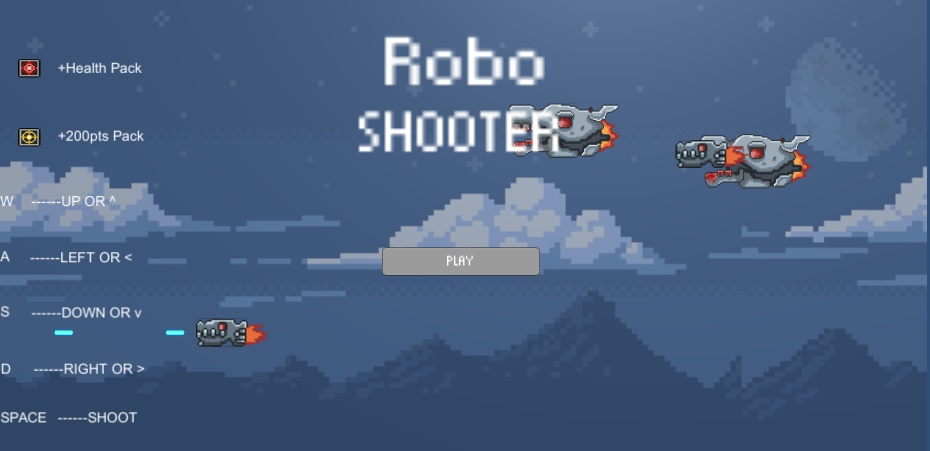 Robo
SHOOTER
+Health Pack
+200pts Pack
W ------UP OR ^
A ------LEFT OR <
PLAY
S ------DOWN OR v
D ------RIGHT OR >
SPACE ------SHOOT